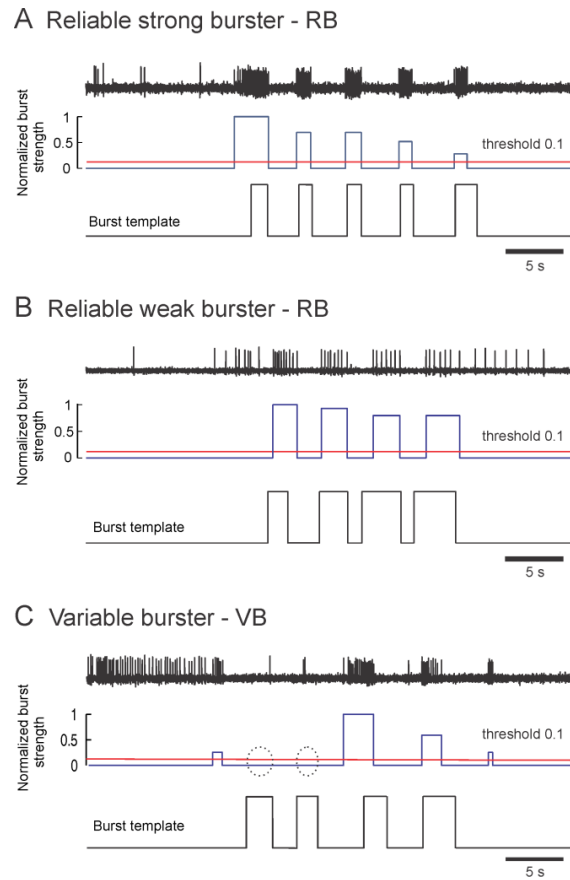 A Reliable strong burster - RB
Normalized burst
strength
1
0.5
0
threshold 0.1
Burst template
5 s
B Reliable weak burster - RB
Normalized burst
strength
1
0.5
0
threshold 0.1
Burst template
5 s
C Variable burster - VB
Normalized burst
strength
1
0.5
0
threshold 0.1
Burst template
5 s